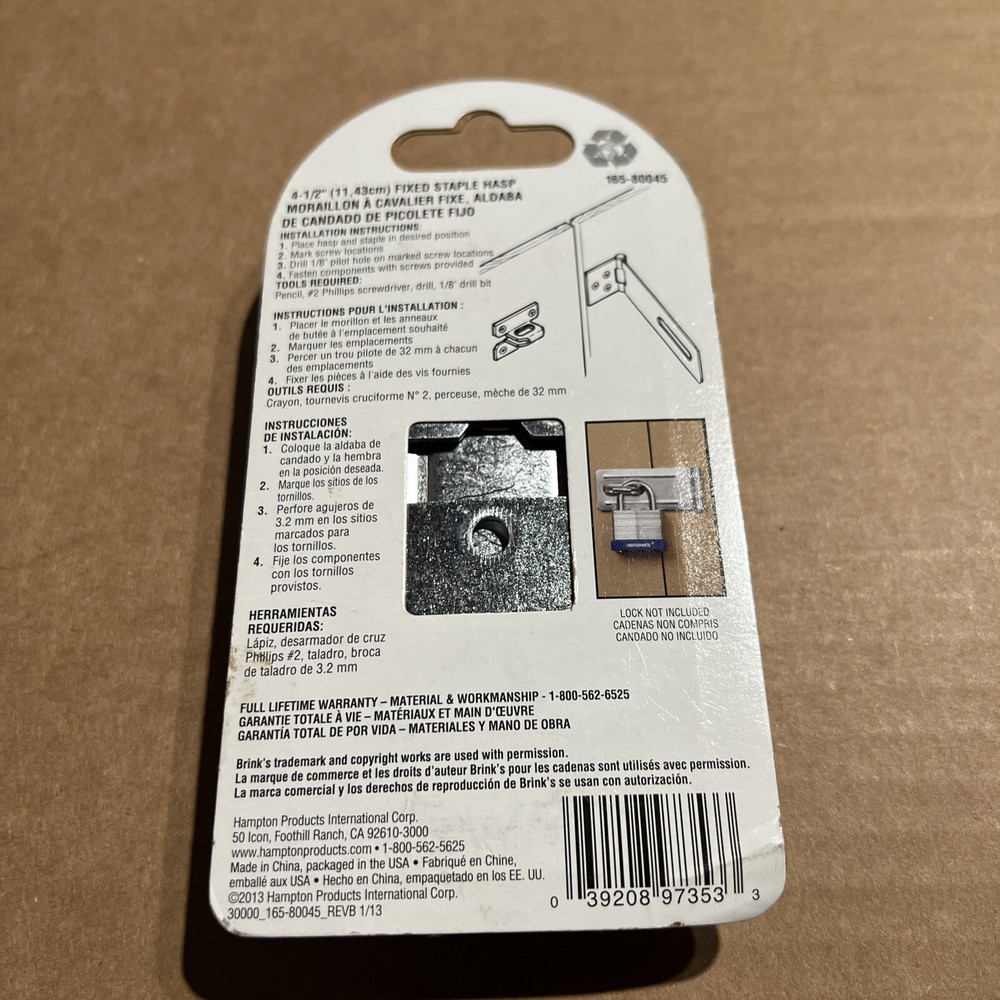 165-80045
4-1/2" (11,43cm) FIXED STAPLE HASP
MORAILLON À CAVALIER FIXE, ALDABA
DE CANDADO DE PICOLETE FIJO
INSTALLATION INSTRUCTIONS:
1. Place hasp and staple in desired position
2. Mark screw locations
3. Drill 1/8" pilot hole on marked screw locations
4. Fasten components with screws provided
TOOLS REQUIRED:
Pencil, #2 Phillips screwdriver, drill, 1/8" drill bit
INSTRUCTIONS POUR L'INSTALLATION :
1. Placer le morillon et les anneaux
de butée à l'emplacement souhaité
2. Marquer les emplacements
3. Percer un trou pilote de 32 mm à chacun
des emplacements
4. Fixer les pièces à l'aide des vis fournies
OUTILS REQUIS :
Crayon, tournevis cruciforme N° 2, perceuse, mèche de 32 mm
INSTRUCCIONES
DE INSTALACIÓN:
1. Coloque la aldaba de
candado y la hembra
en la posición deseada.
2. Marque los sitios de los
tornillos.
3. Perfore agujeros de
3.2 mm en los sitios
marcados para
los tornillos.
4. Fije los componentes
con los tornillos
provistos.
HERRAMIENTAS
REQUERIDAS:
Lápiz, desarmador de cruz
Phillips #2, taladro, broca
de taladro de 3.2 mm
LOCK NOT INCLUDED
CADENAS NON COMPRIS
CANDADO NO INCLUIDO
FULL LIFETIME WARRANTY – MATERIAL & WORKMANSHIP - 1-800-562-6525
GARANTIE TOTALE À VIE – MATÉRIAUX ET MAIN D'ŒUVRE
GARANTÍA TOTAL DE POR VIDA – MATERIALES Y MANO DE OBRA
Brink's trademark and copyright works are used with permission.
La marque de commerce et les droits d'auteur Brink's pour les cadenas sont utilisés avec permission.
La marca comercial y los derechos de reproducción de Brink's se usan con autorización.
Hampton Products International Corp.
50 Icon, Foothill Ranch, CA 92610-3000
www.hamptonproducts.com • 1-800-562-5625
Made in China, packaged in the USA • Fabriqué en Chine,
emballé aux USA • Hecho en China, empaquetado en los EE. UU.
©2013 Hampton Products International Corp.
30000_165-80045_REVB 1/13
0 39208 97353 3